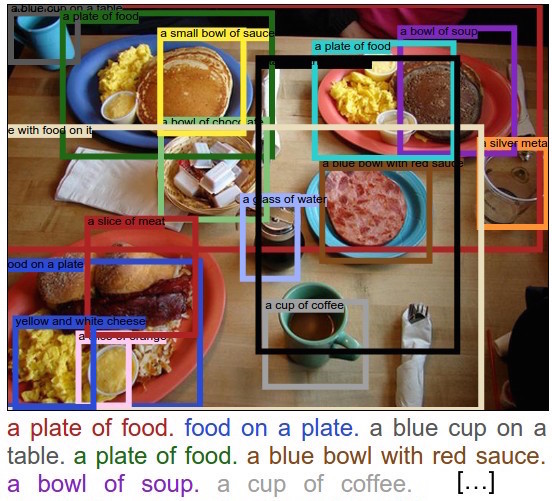 a blue cup on a table
a plate of food
a small bowl of sauce
a bowl of soup
a plate of food
a bowl of chocolate
e with food on it
a silver meta
a blue bowl with red sauce
a glass of water
a slice of meat
ood on a plate
a cup of coffee
yellow and white cheese
a slice of orange
a plate of food. food on a plate. a blue cup on a
table. a plate of food. a blue bowl with red sauce.
a bowl of soup. a cup of coffee. [...]